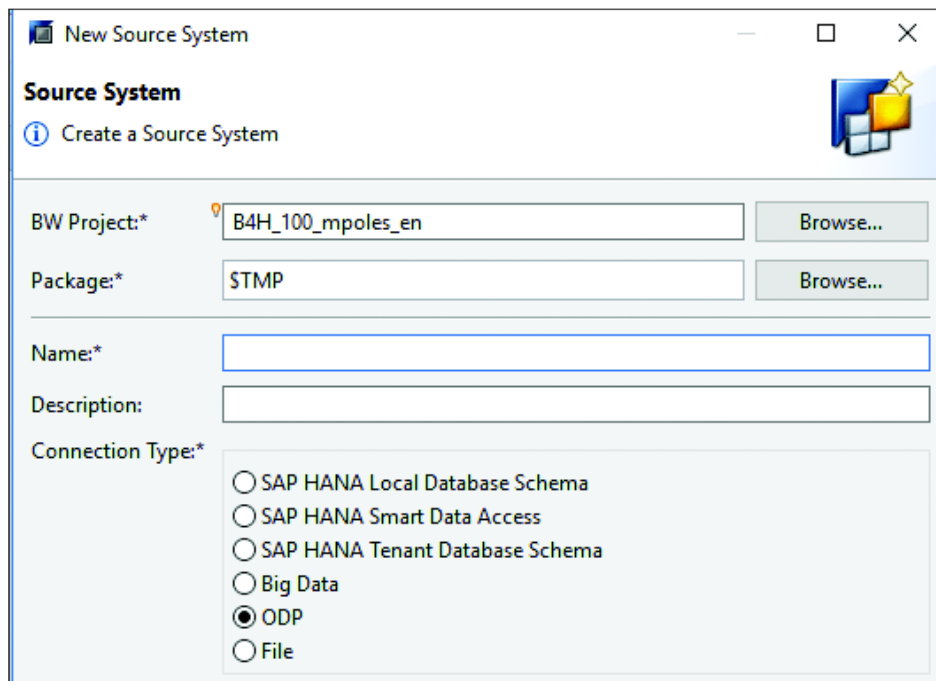 New Source System
Source System
Create a Source System
BW Project:* B4H_100_mpoles_en Browse...
Package:* $TMP Browse...
Name:*
Description:
Connection Type:*
SAP HANA Local Database Schema
SAP HANA Smart Data Access
SAP HANA Tenant Database Schema
Big Data
ODP
File